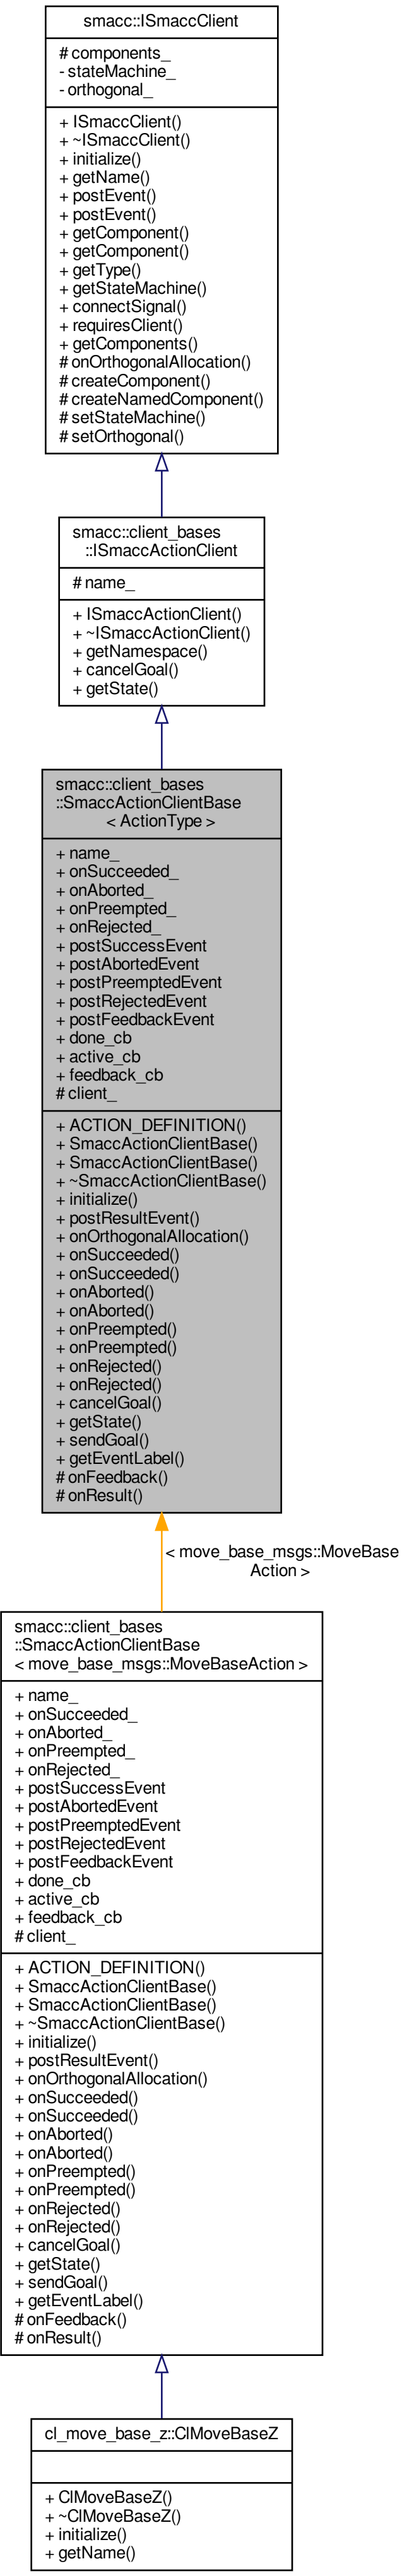 smacc::ISmaccClient
# components_
- stateMachine_
- orthogonal_
+ ISmaccClient()
+ ~ISmaccClient()
+ initialize()
+ getName()
+ postEvent()
+ postEvent()
+ getComponent()
+ getComponent()
+ getType()
+ getStateMachine()
+ connectSignal()
+ requiresClient()
+ getComponents()
# onOrthogonalAllocation()
# createComponent()
# createNamedComponent()
# setStateMachine()
# setOrthogonal()
smacc::client_bases
::ISmaccActionClient
# name_
+ ISmaccActionClient()
+ ~ISmaccActionClient()
+ getNamespace()
+ cancelGoal()
+ getState()
smacc::client_bases
::SmaccActionClientBase
< ActionType >
+ name_
+ onSucceeded_
+ onAborted_
+ onPreempted_
+ onRejected_
+ postSuccessEvent
+ postAbortedEvent
+ postPreemptedEvent
+ postRejectedEvent
+ postFeedbackEvent
+ done_cb
+ active_cb
+ feedback_cb
# client_
+ ACTION_DEFINITION()
+ SmaccActionClientBase()
+ SmaccActionClientBase()
+ ~SmaccActionClientBase()
+ initialize()
+ postResultEvent()
+ onOrthogonalAllocation()
+ onSucceeded()
+ onSucceeded()
+ onAborted()
+ onAborted()
+ onPreempted()
+ onPreempted()
+ onRejected()
+ onRejected()
+ cancelGoal()
+ getState()
+ sendGoal()
+ getEventLabel()
# onFeedback()
# onResult()
< move_base_msgs::MoveBase
Action >
smacc::client_bases
::SmaccActionClientBase
< move_base_msgs::MoveBaseAction >
+ name_
+ onSucceeded_
+ onAborted_
+ onPreempted_
+ onRejected_
+ postSuccessEvent
+ postAbortedEvent
+ postPreemptedEvent
+ postRejectedEvent
+ postFeedbackEvent
+ done_cb
+ active_cb
+ feedback_cb
# client_
+ ACTION_DEFINITION()
+ SmaccActionClientBase()
+ SmaccActionClientBase()
+ ~SmaccActionClientBase()
+ initialize()
+ postResultEvent()
+ onOrthogonalAllocation()
+ onSucceeded()
+ onSucceeded()
+ onAborted()
+ onAborted()
+ onPreempted()
+ onPreempted()
+ onRejected()
+ onRejected()
+ cancelGoal()
+ getState()
+ sendGoal()
+ getEventLabel()
# onFeedback()
# onResult()
cl_move_base_z::ClMoveBaseZ
+ ClMoveBaseZ()
+ ~ClMoveBaseZ()
+ initialize()
+ getName()